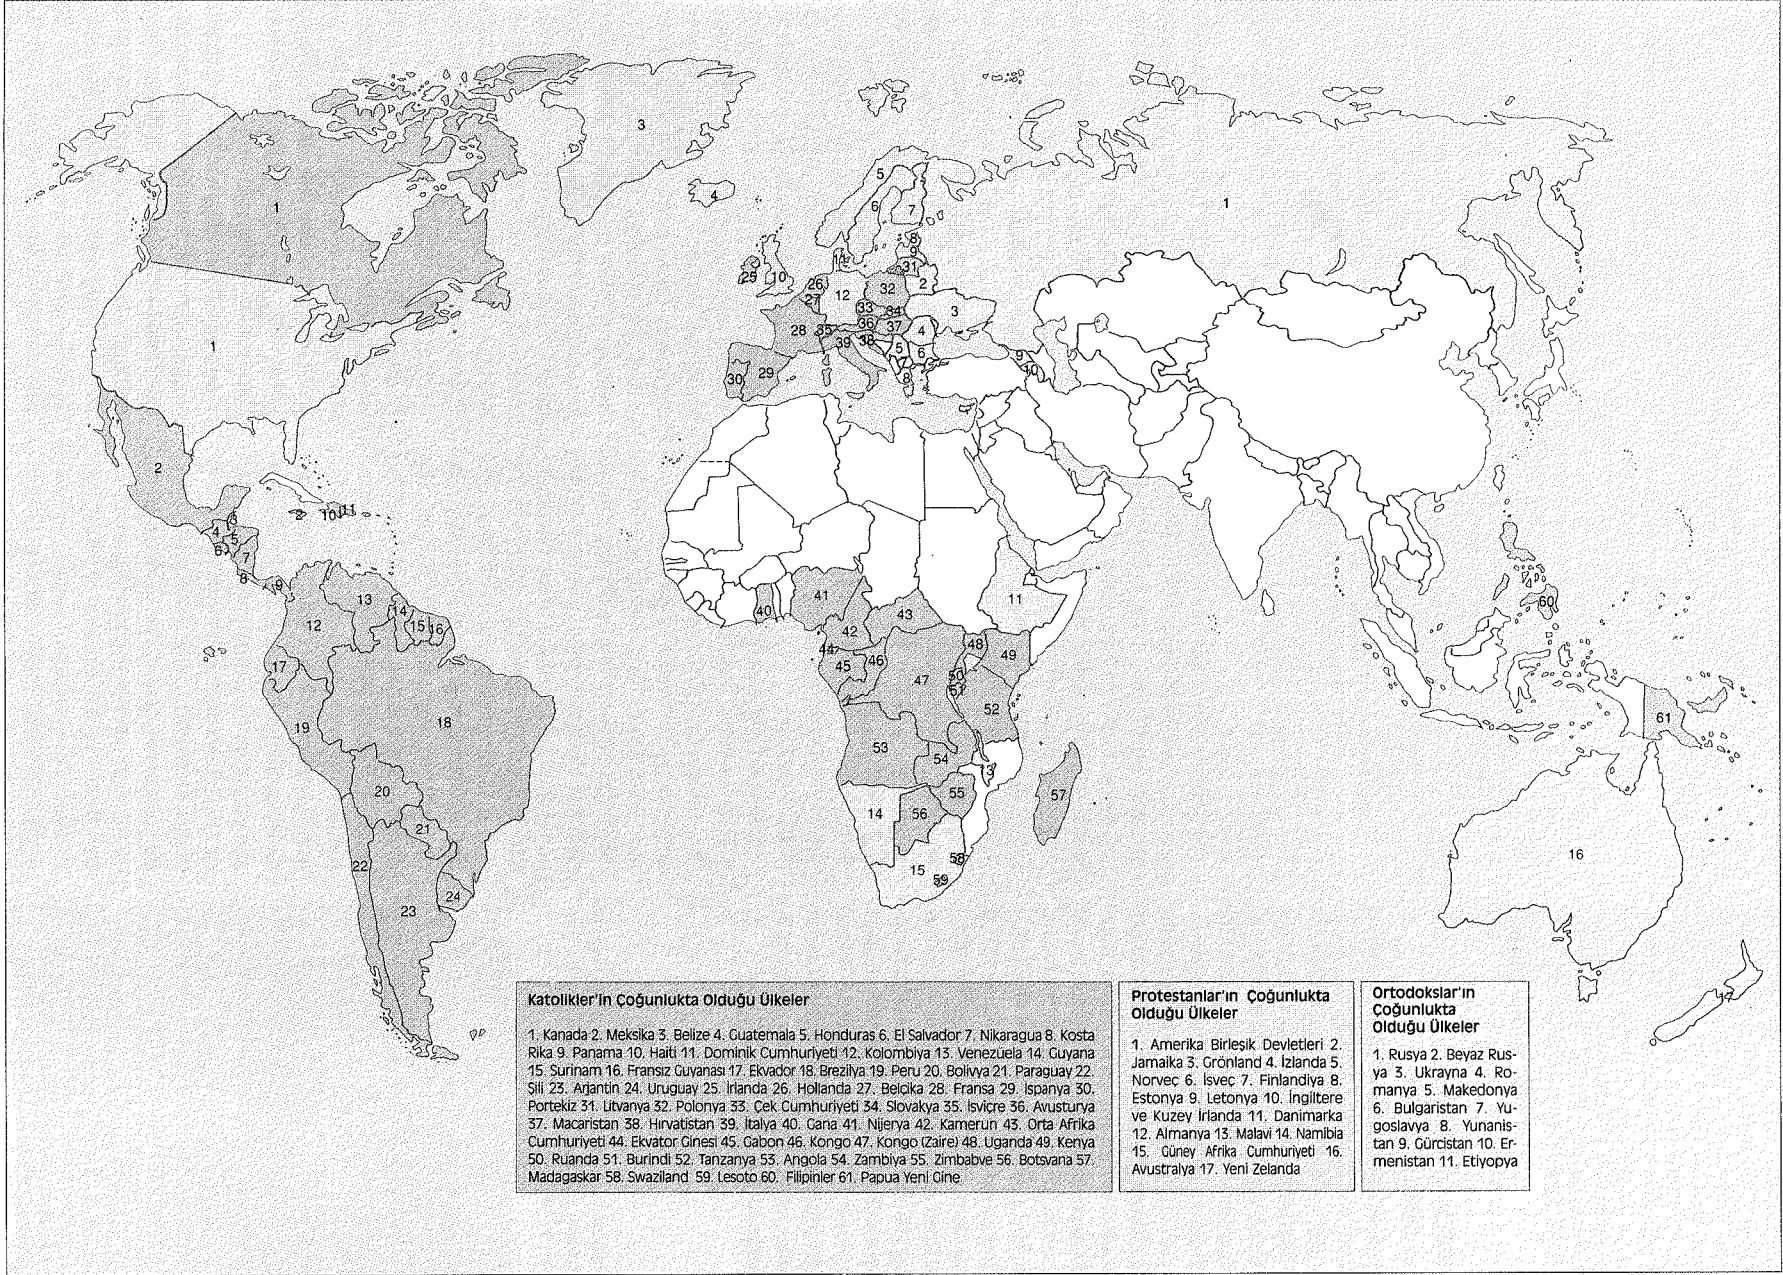 Katolikler'in Çoğunlukta Olduğu Ülkeler
1. Kanada 2. Meksika 3. Belize 4. Guatemala 5. Honduras 6. El Salvador 7. Nikaragua 8. Kosta
Rika 9. Panama 10. Haiti 11. Dominik Cumhuriyeti 12. Kolombiya 13. Venezuela 14. Guyana
15. Surinam 16. Fransız Guyanası 17. Ekvador 18. Brezilya 19. Peru 20. Bolivya 21. Paraguay 22.
Şili 23. Arjantin 24. Uruguay 25. İrlanda 26. Hollanda 27. Belçika 28. Fransa 29. İspanya 30.
Portekiz 31. Litvanya 32. Polonya 33. Çek Cumhuriyeti 34. Slovakya 35. İsviçre 36. Avusturya
37. Macaristan 38. Hırvatistan 39. İtalya 40. Gana 41. Nijerya 42. Kamerun 43. Orta Afrika
Cumhuriyeti 44. Ekvator Ginesi 45. Gabon 46. Kongo 47. Kongo (Zaire) 48. Uganda 49. Kenya
50. Ruanda 51. Burindi 52. Tanzanya 53. Angola 54. Zambiya 55. Zimbabve 56. Botsvana 57.
Madagaskar 58. Swaziland 59. Lesoto 60. Filipinler 61. Papua Yeni Gine
Protestanlar'ın Çoğunlukta
Olduğu Ülkeler
1. Amerika Birleşik Devletleri 2.
Jamaika 3. Grönland 4. İzlanda 5.
Norveç 6. İsveç 7. Finlandiya 8.
Estonya 9. Letonya 10. İngiltere
ve Kuzey İrlanda 11. Danimarka
12. Almanya 13. Malavi 14. Namibia
15. Güney Afrika Cumhuriyeti 16.
Avustralya 17. Yeni Zelanda
Ortodokslar'ın
Çoğunlukta
Olduğu Ülkeler
1. Rusya 2. Beyaz Rus-
ya 3. Ukrayna 4. Ro-
manya 5. Makedonya
6. Bulgaristan 7. Yu-
goslavya 8. Yunanis-
tan 9. Gürcistan 10. Er-
menistan 11. Etiyopya